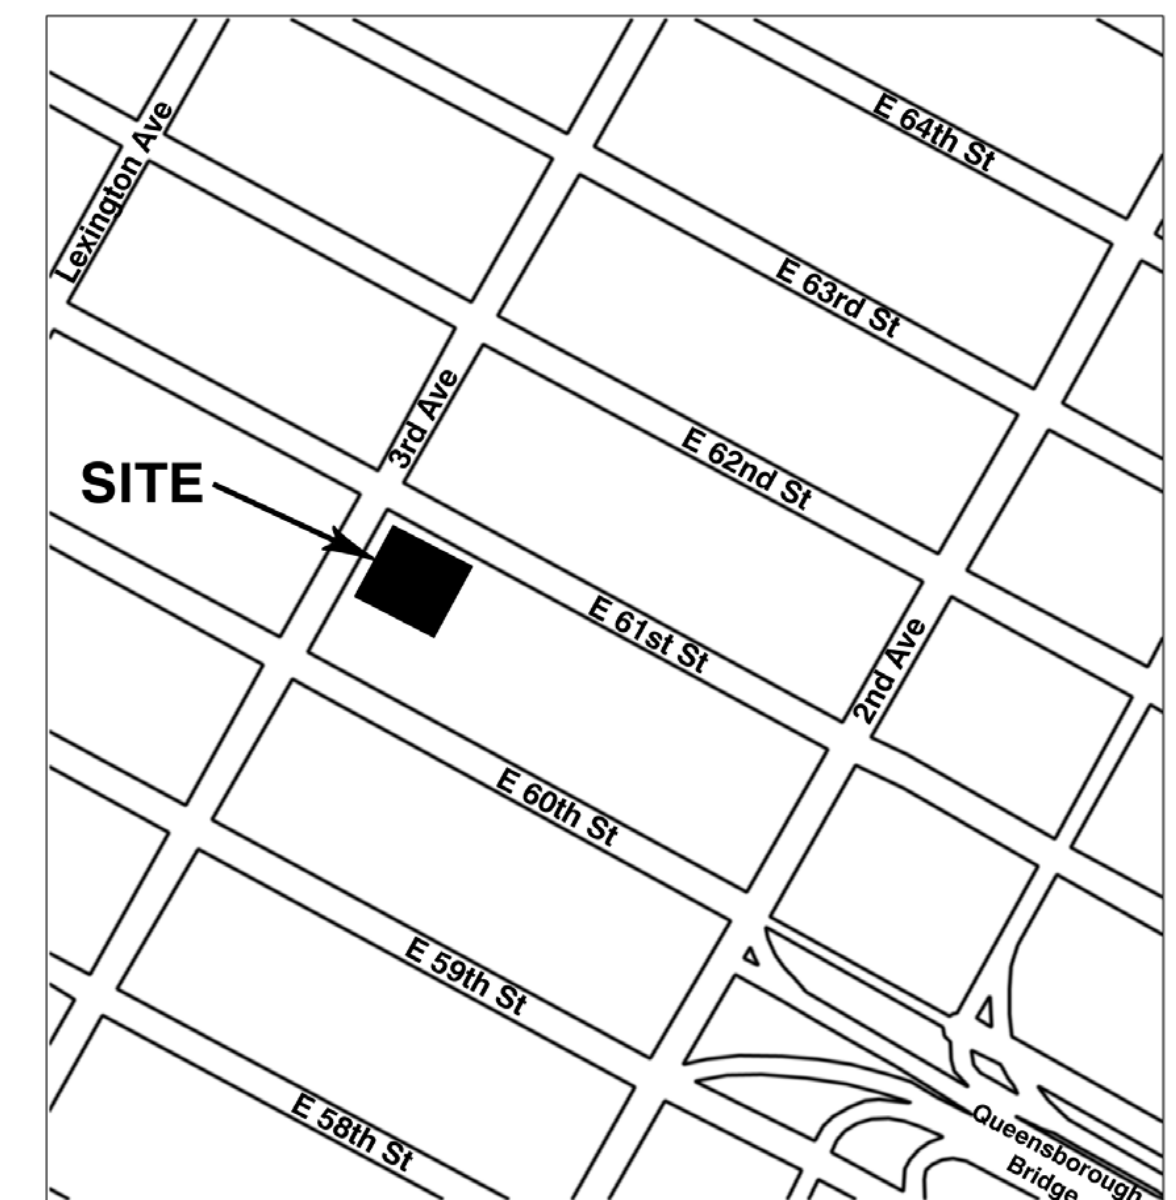 E 64th St
Lexington Ave
E 63rd St
3rd Ave
E 62nd St
SITE
E 61st St
2nd Ave
E 60th St
E 59th St
E 58th St
Queensborough
Bridge